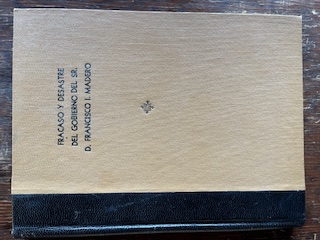 FRACASO Y DESASTRE
DEL GOBIERNO DEL SR.
D. FRANCISCO I. MADERO